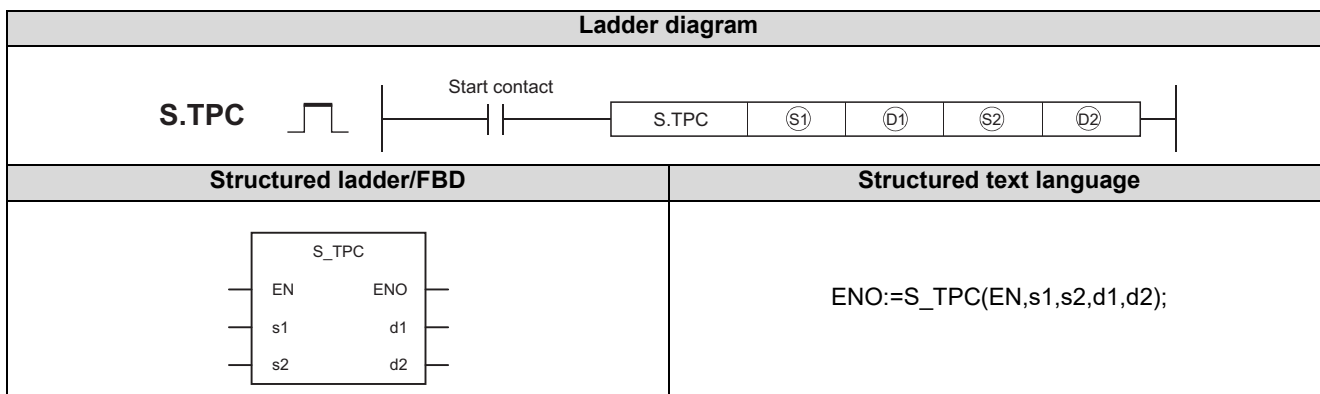 Ladder diagram
Start contact
S.TPC S.TPC S1 D1 S2 D2
Structured ladder/FBD Structured text language
S_TPC
EN ENO
s1 d1
s2 d2
ENO:=S_TPC(EN,s1,s2,d1,d2);